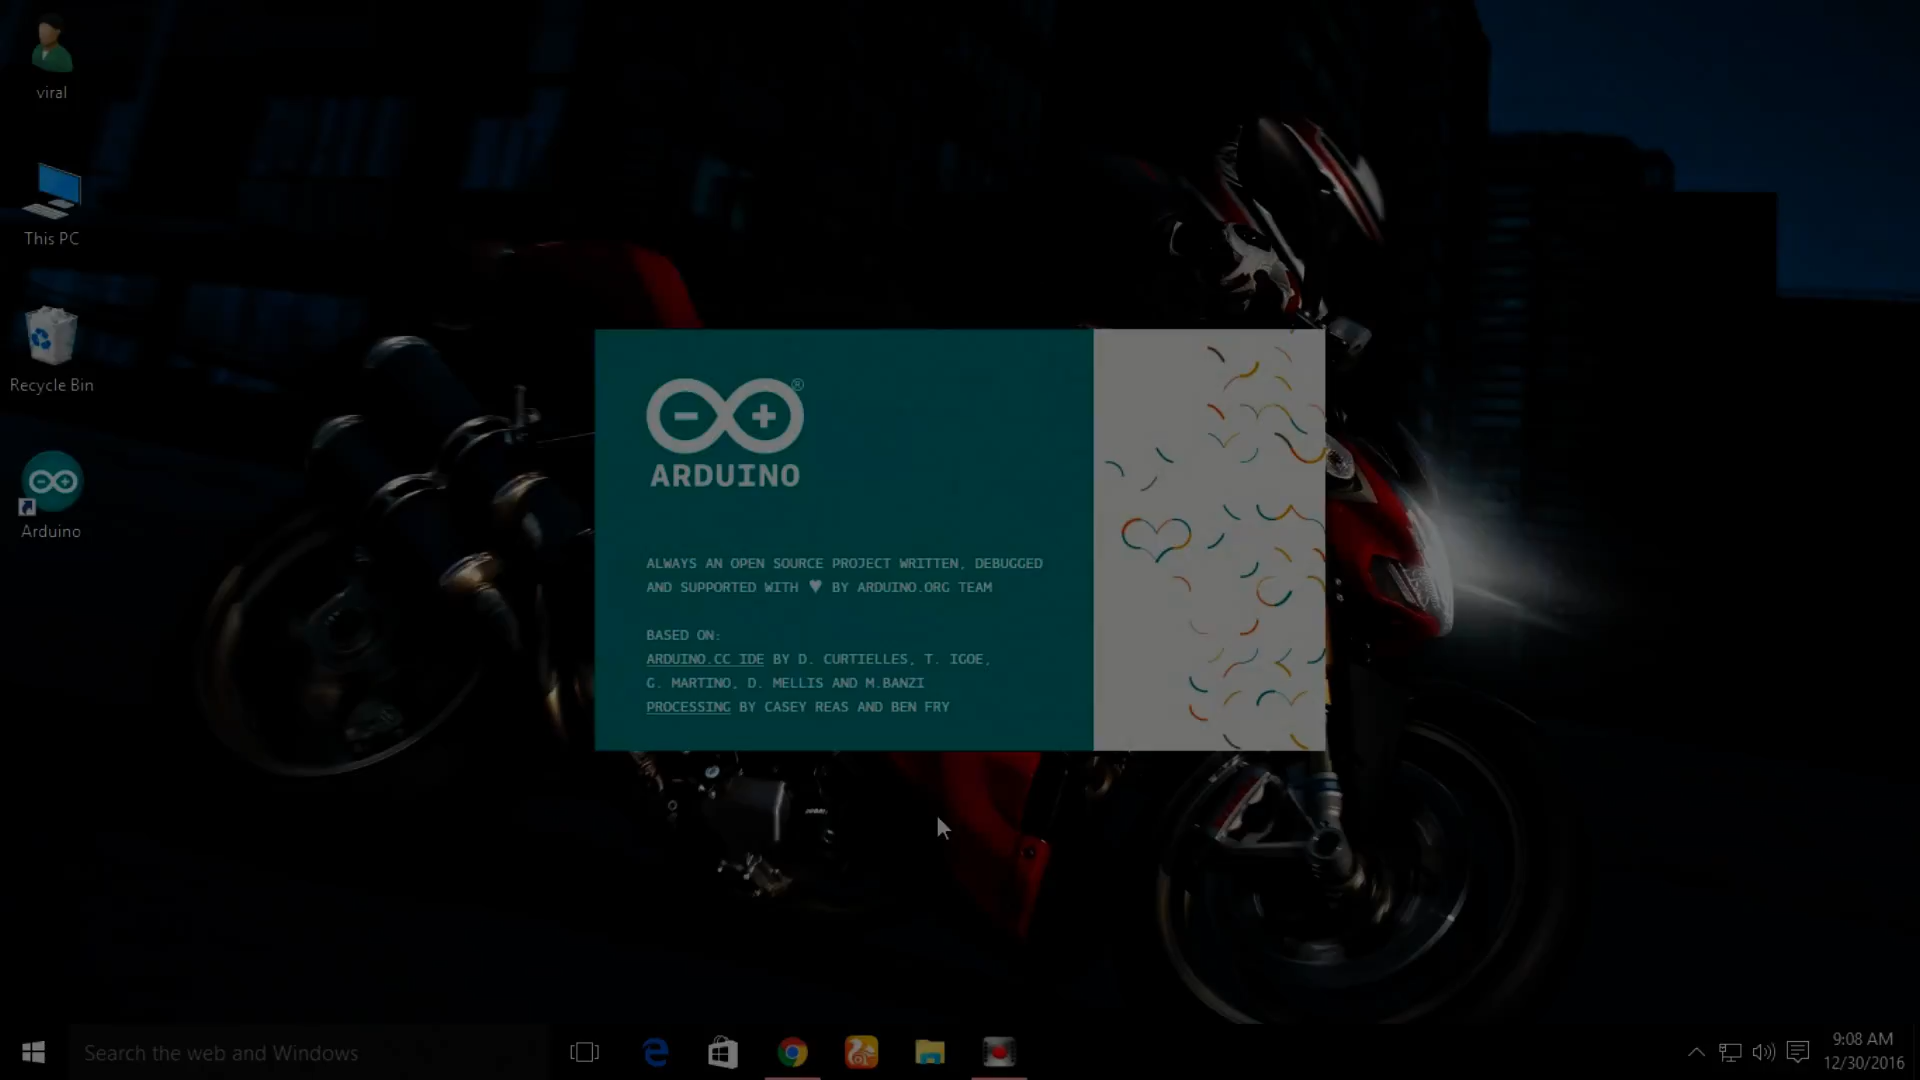 viral
This PC
Recycle Bin
Arduino
ARDUINO
®
ALWAYS AN OPEN SOURCE PROJECT WRITTEN, DEBUGGED
AND SUPPORTED WITH ♥ BY ARDUINO.ORG TEAM
BASED ON:
ARDUINO.CC IDE BY D. CURTIELLES, T. IGOE,
G. MARTINO, D. MELLIS AND M.BANZI
PROCESSING BY CASEY REAS AND BEN FRY
Search the web and Windows
9:08 AM
12/30/2016